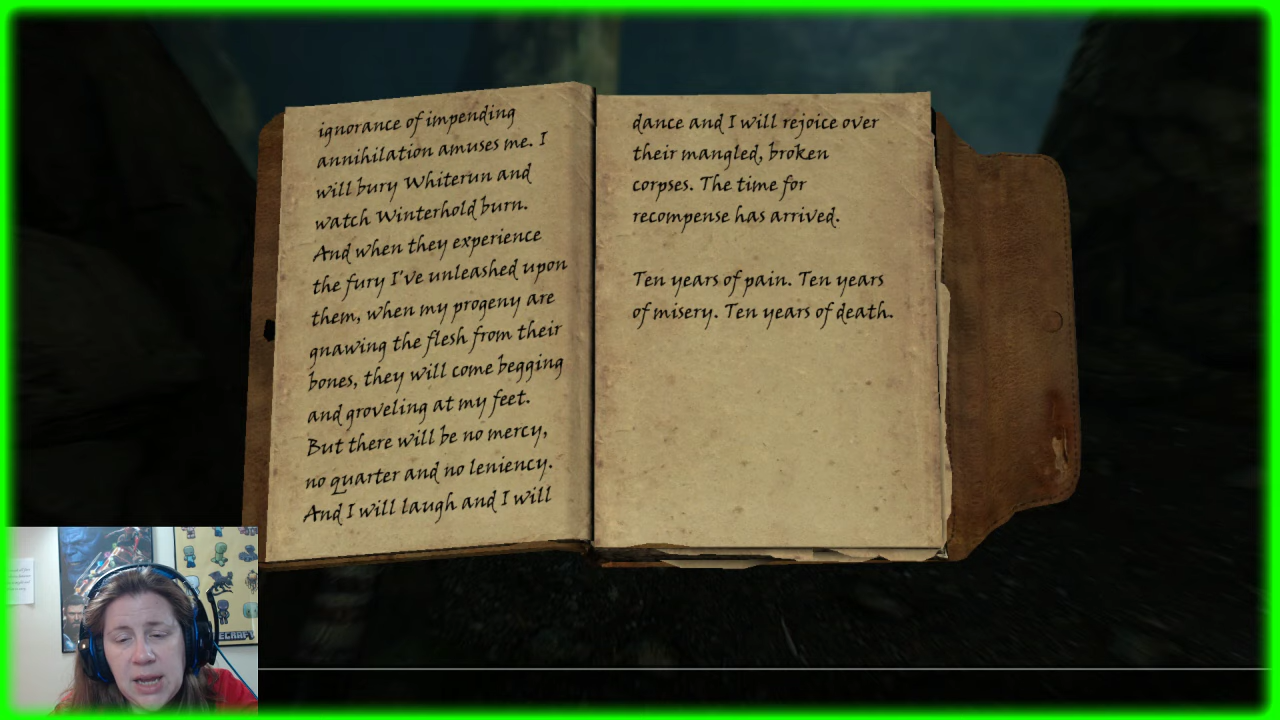 ignorance of impending
annihilation amuses me. I
will bury Whiterun and
watch Winterhold burn.
And when they experience
the fury I've unleashed upon
them, when my progeny are
gnawing the flesh from their
bones, they will come begging
and groveling at my feet.
But there will be no mercy,
no quarter and no leniency.
And I will laugh and I will
dance and I will rejoice over
their mangled, broken
corpses. The time for
recompense has arrived.
Ten years of pain. Ten years
of misery. Ten years of death.